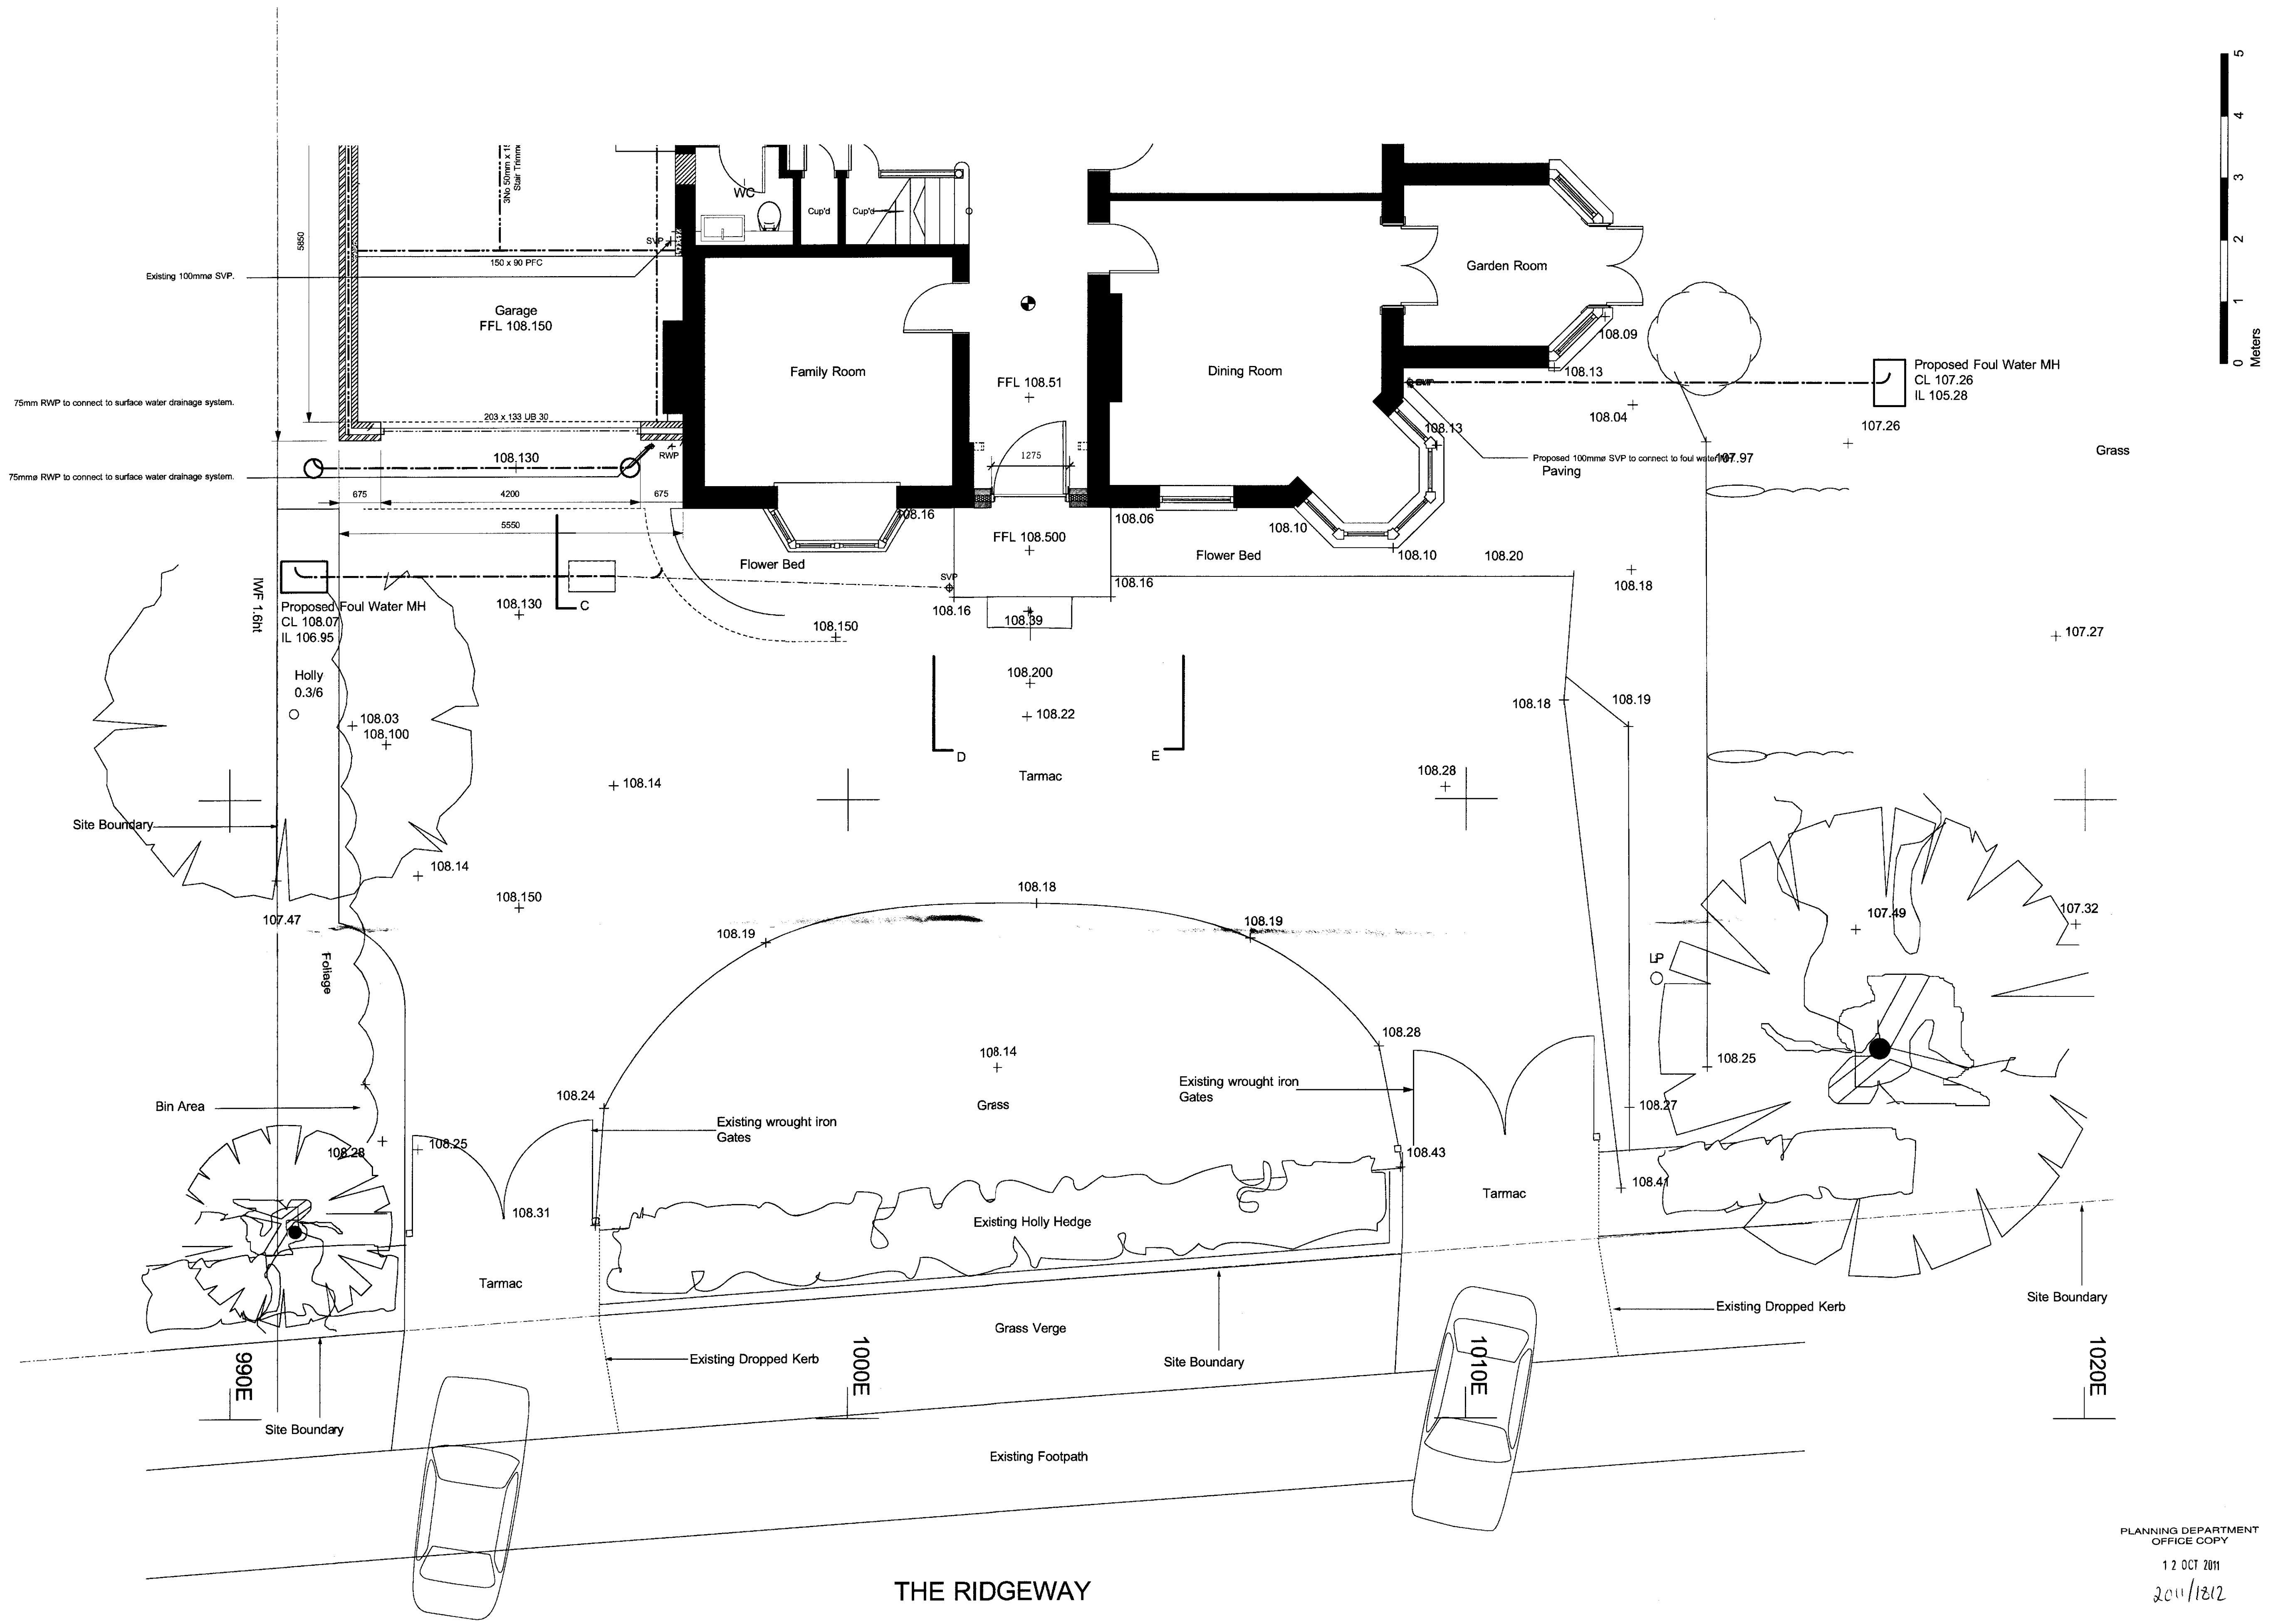 5
4
3
2
1
0
Meters
3No 50mm x 15
Stair Trimm
5850
WC
Cup'd
Cup'd
SVP
150 x 90 PFC
Existing 100mmø SVP.
Garage
FFL 108.150
Garden Room
108.09
Family Room
FFL 108.51
Dining Room
108.13
Proposed Foul Water MH
CL 107.26
IL 105.28
SVP
75mm RWP to connect to surface water drainage system.
203 x 133 UB 30
108.04
107.26
108.13
Grass
RWP
108.130
1275
Proposed 100mmø SVP to connect to foul water MH
107.97
Paving
75mmø RWP to connect to surface water drainage system.
675
4200
675
5550
108.16
108.06
108.10
FFL 108.500
Flower Bed
Flower Bed
108.10
108.20
SVP
108.16
108.18
IWF 1.6ht
Proposed Foul Water MH
CL 108.07
IL 106.95
108.130
C
108.16
108.39
108.150
107.27
Holly
0.3/6
108.200
108.22
108.18
108.19
108.03
108.100
D
E
Tarmac
108.14
108.28
Site Boundary
108.14
108.150
108.18
107.47
108.19
108.19
107.49
107.32
Foliage
LP
108.28
108.14
108.25
Existing wrought iron
Gates
108.24
Grass
108.27
Bin Area
Existing wrought iron
Gates
108.28
108.25
108.43
108.41
Tarmac
108.31
Existing Holly Hedge
Tarmac
Site Boundary
Existing Dropped Kerb
Grass Verge
Existing Dropped Kerb
Site Boundary
990E
1000E
1010E
1020E
Site Boundary
Existing Footpath
THE RIDGEWAY
PLANNING DEPARTMENT
OFFICE COPY
12 OCT 2011
2011/1812